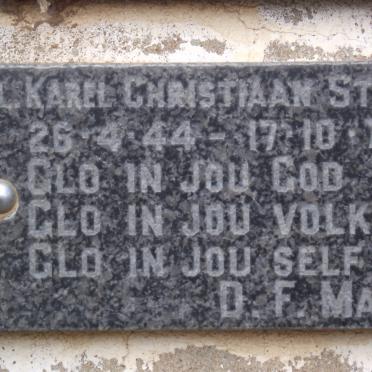 L. KAREL CHRISTIAAN ST
26·4·44 – 17·10·
GLO IN JOU GOD
GLO IN JOU VOLK
GLO IN JOU SELF
D. F. MA